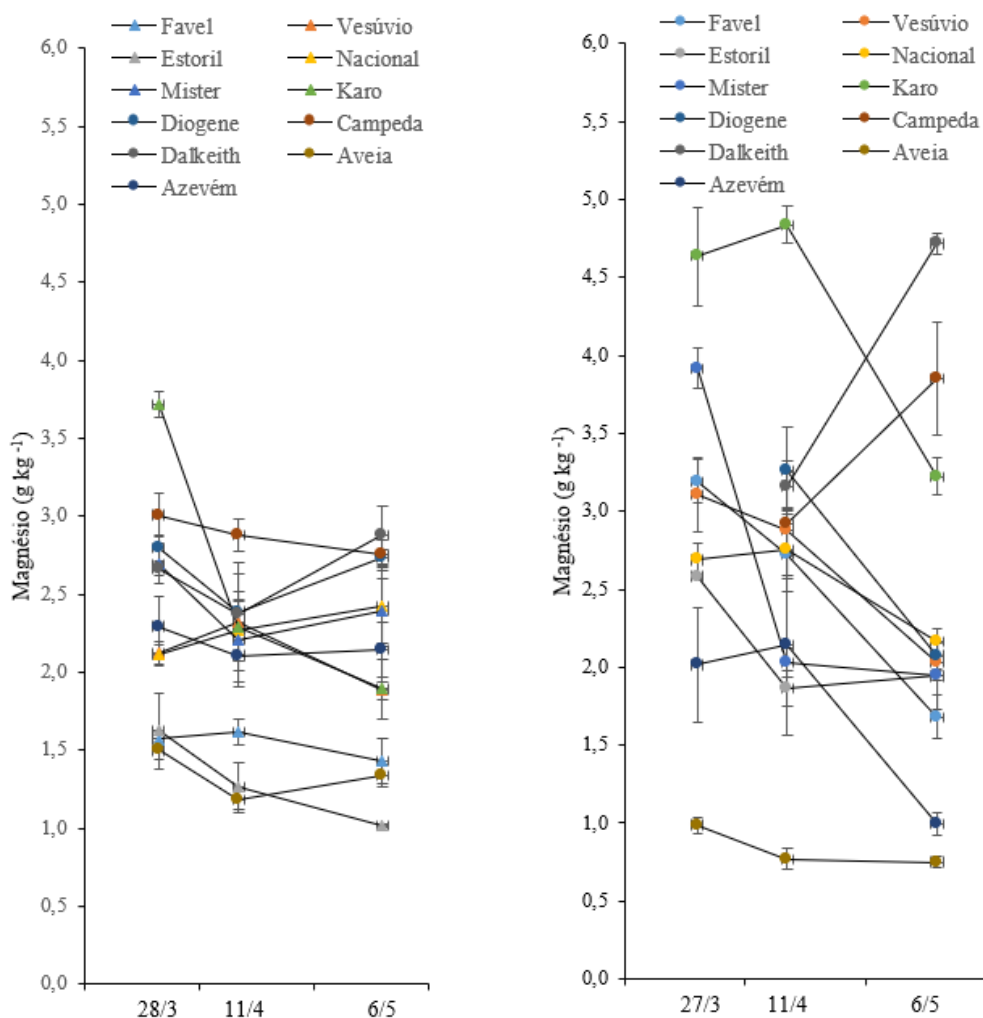 Favel Vesúvio
Estoril Nacional
Mister Karo
Diogene Campeda
Dalkeith Aveia
Azevém
6,0
5,5
5,0
4,5
4,0
3,5
3,0
2,5
2,0
1,5
1,0
0,5
0,0
Magnésio (g kg -1)
28/3 11/4 6/5
Favel Vesúvio
Estoril Nacional
Mister Karo
Diogene Campeda
Dalkeith Aveia
Azevém
6,0
5,5
5,0
4,5
4,0
3,5
3,0
2,5
2,0
1,5
1,0
0,5
0,0
Magnésio (g kg -1)
27/3 11/4 6/5